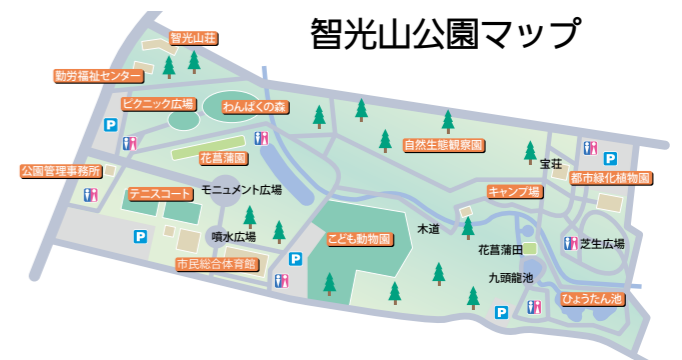 智光山公園マップ
智光山荘
勤労福祉センター
ピクニック広場
わんぱくの森
P
自然生態観察園
花菖蒲園
宝荘
P
公園管理事務所
都市緑化植物園
テニスコート
モニュメント広場
キャンプ場
P
噴水広場
こども動物園
木道
花菖蒲田
芝生広場
市民総合体育館
P
九頭龍池
ひょうたん池
P